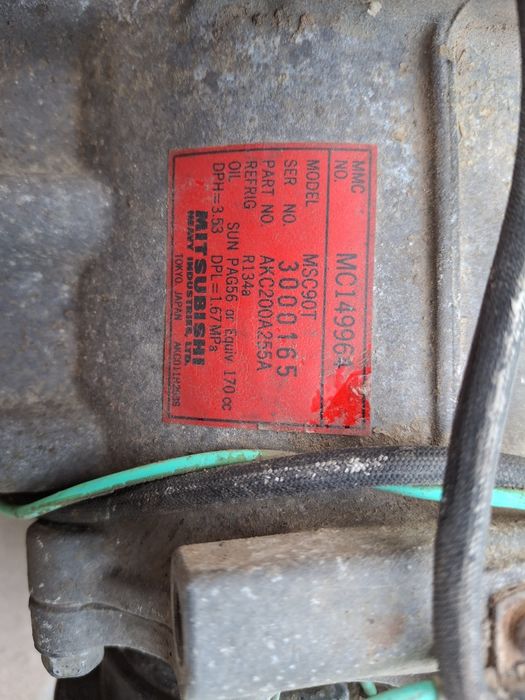 MMC NO. MC149964
MODEL MSC90T
SER NO. 3000165
PART NO. AKC200A255A
REFRIG R134a
OIL SUN PAG56 or Equiv 170 cc
DPH=3.53 DPL=1.67MPa
MITSUBISHI
HEAVY INDUSTRIES, LTD.
TOKYO, JAPAN